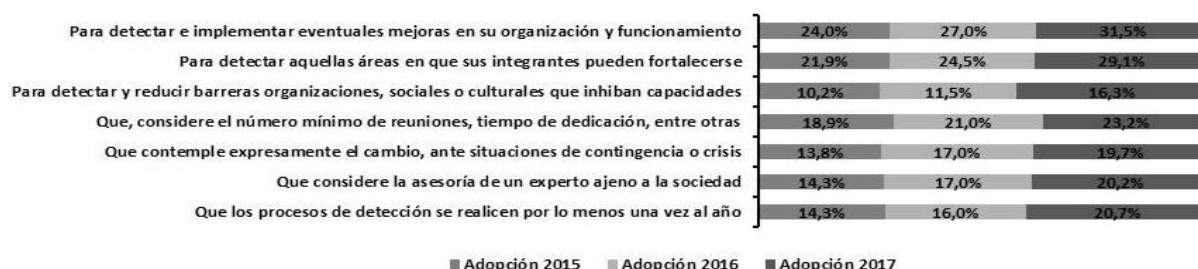 Para detectar e implementar eventuales mejoras en su organización y funcionamiento 24,0% 27,0% 31,5%
Para detectar aquellas áreas en que sus integrantes pueden fortalecerse 21,9% 24,5% 29,1%
Para detectar y reducir barreras organizaciones, sociales o culturales que inhiban capacidades 10,2% 11,5% 16,3%
Que, considere el número mínimo de reuniones, tiempo de dedicación, entre otras 18,9% 21,0% 23,2%
Que contemple expresamente el cambio, ante situaciones de contingencia o crisis 13,8% 17,0% 19,7%
Que considere la asesoría de un experto ajeno a la sociedad 14,3% 17,0% 20,2%
Que los procesos de detección se realicen por lo menos una vez al año 14,3% 16,0% 20,7%
Adopción 2015 Adopción 2016 Adopción 2017